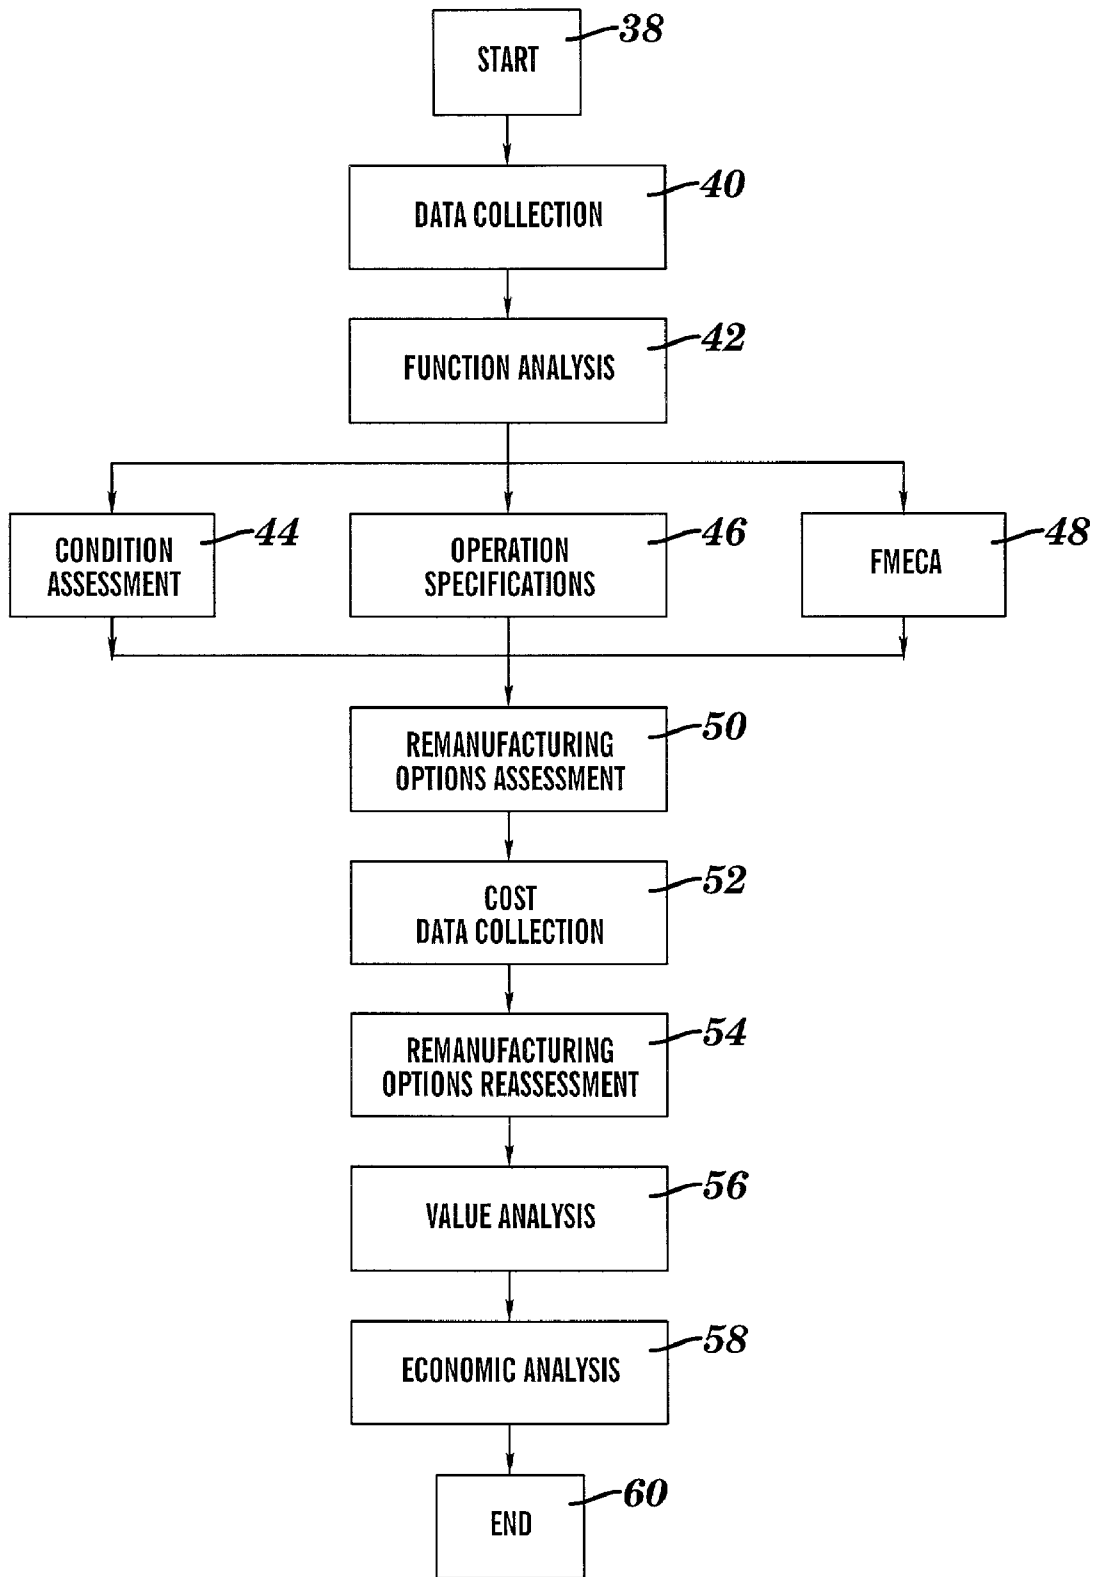 38
START
40
DATA COLLECTION
42
FUNCTION ANALYSIS
44
CONDITION
ASSESSMENT
46
OPERATION
SPECIFICATIONS
48
FMECA
50
REMANUFACTURING
OPTIONS ASSESSMENT
52
COST
DATA COLLECTION
54
REMANUFACTURING
OPTIONS REASSESSMENT
56
VALUE ANALYSIS
58
ECONOMIC ANALYSIS
60
END